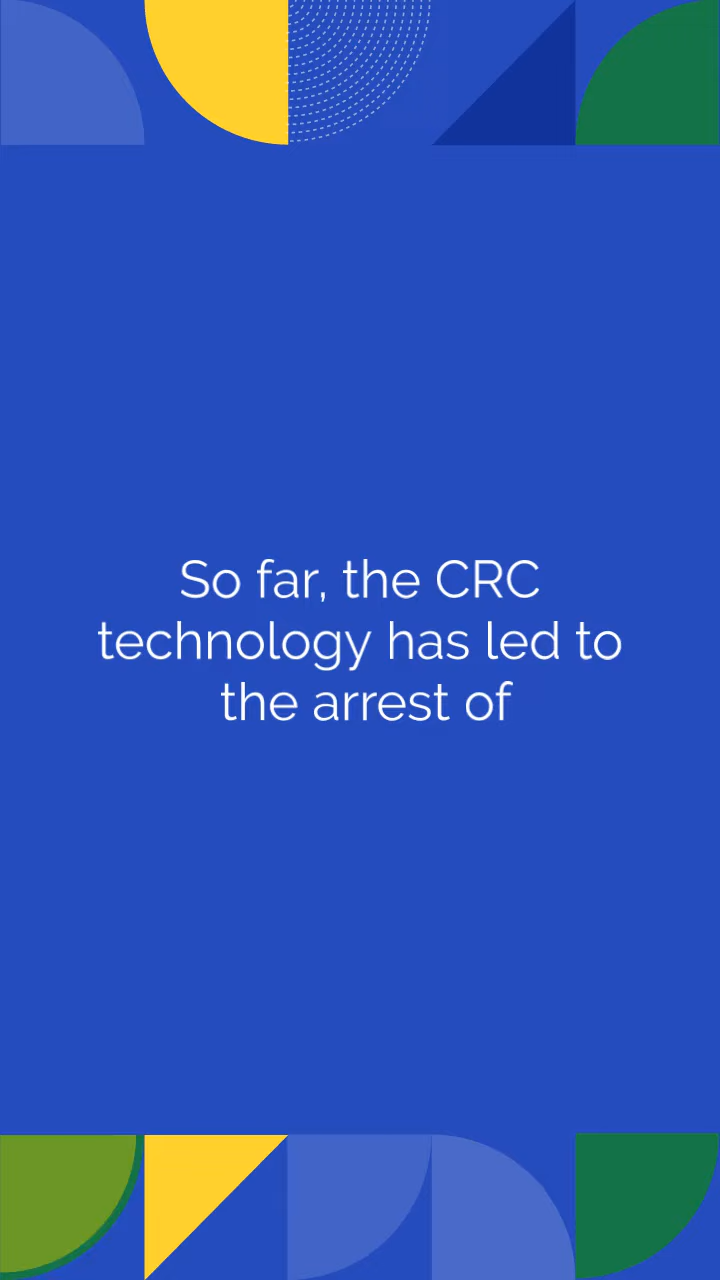 So far, the CRC
technology has led to
the arrest of